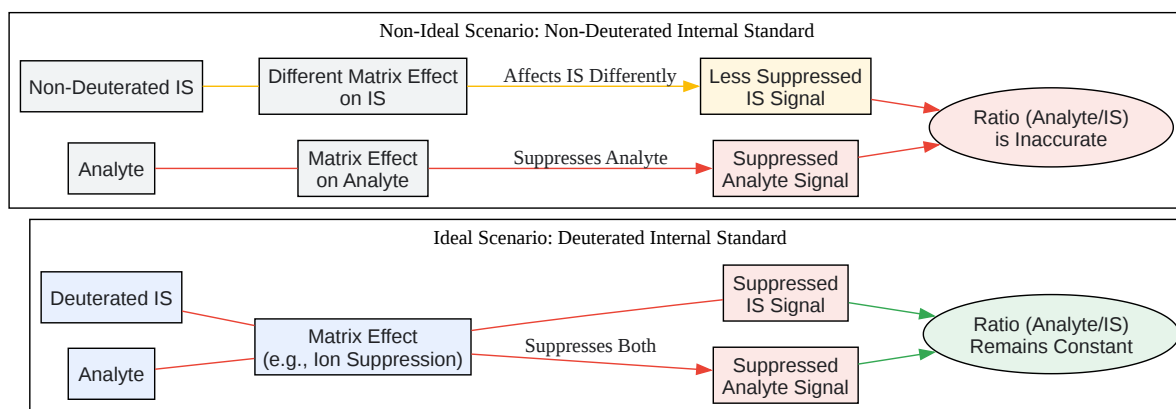 Non-Ideal Scenario: Non-Deuterated Internal Standard
Non-Deuterated IS
Different Matrix Effect
on IS
Affects IS Differently
Less Suppressed
IS Signal
Ratio (Analyte/IS)
is Inaccurate
Analyte
Matrix Effect
on Analyte
Suppresses Analyte
Suppressed
Analyte Signal
Ideal Scenario: Deuterated Internal Standard
Deuterated IS
Analyte
Matrix Effect
(e.g., Ion Suppression)
Suppresses Both
Suppressed
IS Signal
Suppressed
Analyte Signal
Ratio (Analyte/IS)
Remains Constant